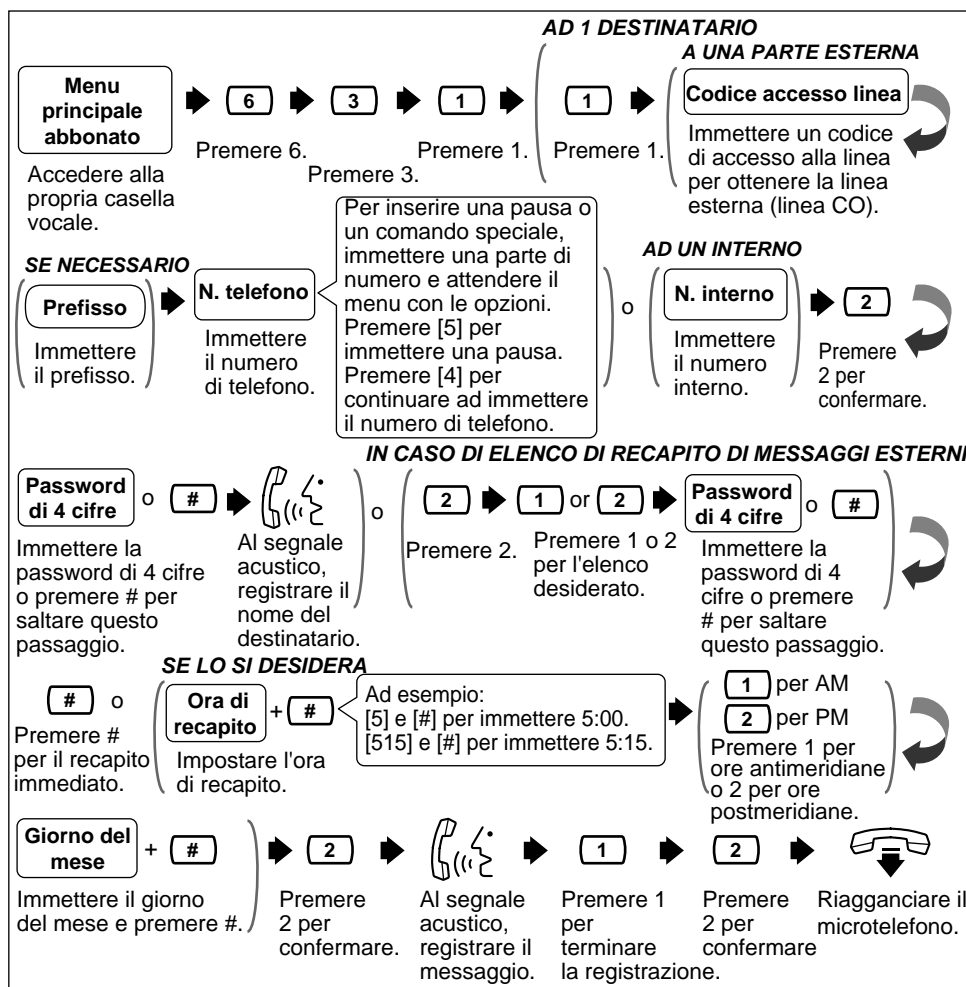 AD 1 DESTINATARIO
A UNA PARTE ESTERNA
Menu
principale
abbonato
6
3
1
1
Codice accesso linea
Accedere alla
propria casella
vocale.
Premere 6.
Premere 3.
Premere 1.
Premere 1.
Immettere un codice
di accesso alla linea
per ottenere la linea
esterna (linea CO).
SE NECESSARIO
Prefisso
Immettere
il prefisso.
N. telefono
Immettere
il numero
di telefono.
Per inserire una pausa o
un comando speciale,
immettere una parte di
numero e attendere il
menu con le opzioni.
Premere [5] per
immettere una pausa.
Premere [4] per
continuare ad immettere
il numero di telefono.
o
AD UN INTERNO
N. interno
Immettere
il numero
interno.
2
Premere
2 per
confermare.
IN CASO DI ELENCO DI RECAPITO DI MESSAGGI ESTERNI
Password
di 4 cifre
o
#
Immettere la
password di 4 cifre
o premere # per
saltare questo
passaggio.
Al segnale
acustico,
registrare il
nome del
destinatario.
o
2
Premere 2.
1 or 2
Premere 1 o 2
per l'elenco
desiderato.
Password
di 4 cifre
o
#
Immettere la
password di 4
cifre o premere
# per saltare
questo passaggio.
SE LO SI DESIDERA
# o
Premere #
per il recapito
immediato.
Ora di
recapito
+ #
Impostare l'ora
di recapito.
Ad esempio:
[5] e [#] per immettere 5:00.
[515] e [#] per immettere 5:15.
1 per AM
2 per PM
Premere 1 per
ore antimeridiane
o 2 per ore
postmeridiane.
Giorno del
mese
+ #
Immettere il giorno
del mese e premere #.
2
Premere
2 per
confermare.
Al segnale
acustico,
registrare il
messaggio.
1
Premere 1
per
terminare
la registrazione.
2
Premere
2 per
confermare
Riagganciare il
microtelefono.